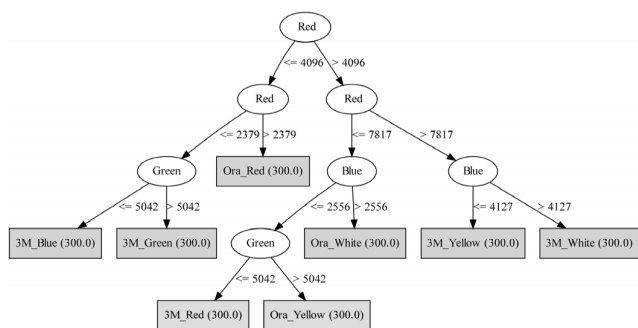 Red
<= 4096 > 4096
Red Red
<= 2379 > 2379 <= 7817 > 7817
Green Ora_Red (300.0) Blue Blue
<= 5042 > 5042 <= 2556 > 2556 <= 4127 > 4127
3M_Blue (300.0) 3M_Green (300.0) Green Ora_White (300.0) 3M_Yellow (300.0) 3M_White (300.0)
<= 5042 > 5042
3M_Red (300.0) Ora_Yellow (300.0)